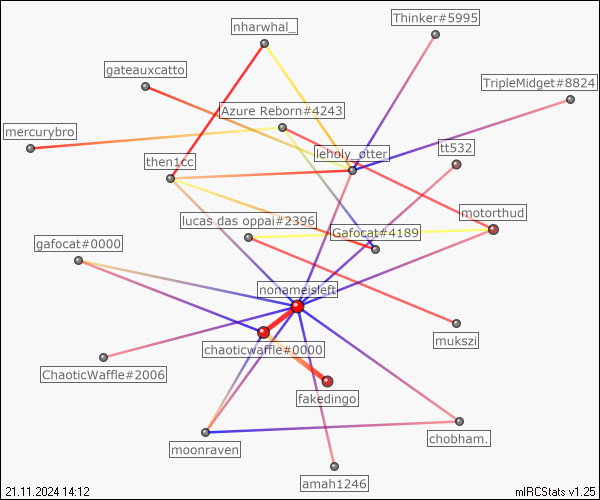 Thinker#5995
nharwhal_
gateauxcatto
TripleMidget#8824
Azure Reborn#4243
mercurybro
tt532
leholy_otter
then1cc
motorthud
lucas das oppai#2396
Gafocat#4189
gafocat#0000
nonameisleft
mukszi
chaoticwaffle#0000
ChaoticWaffle#2006
fakedingo
chobham.
moonraven
amah1246
21.11.2024 14:12
mIRCStats v1.25